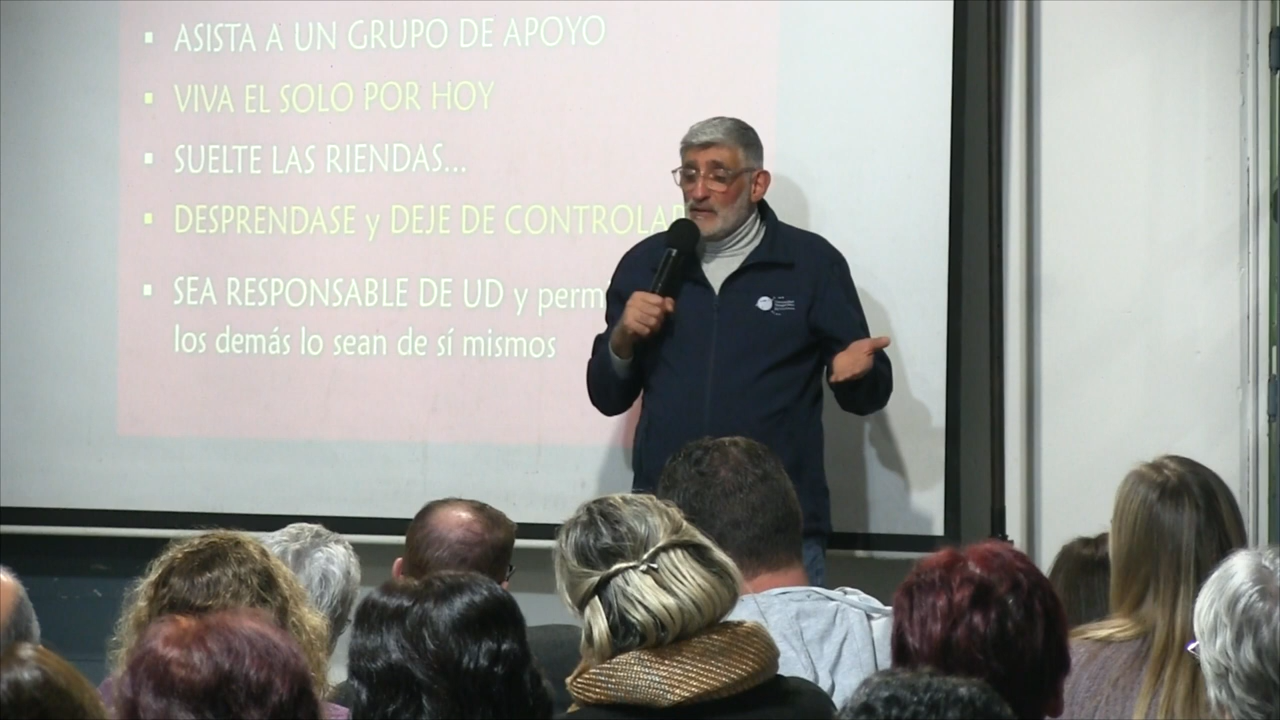 ▪ ASISTA A UN GRUPO DE APOYO
▪ VIVA EL SOLO POR HOY
▪ SUELTE LAS RIENDAS...
▪ DESPRENDASE y DEJE DE CONTROLAR
▪ SEA RESPONSABLE DE UD y perm
los demás lo sean de sí mismos